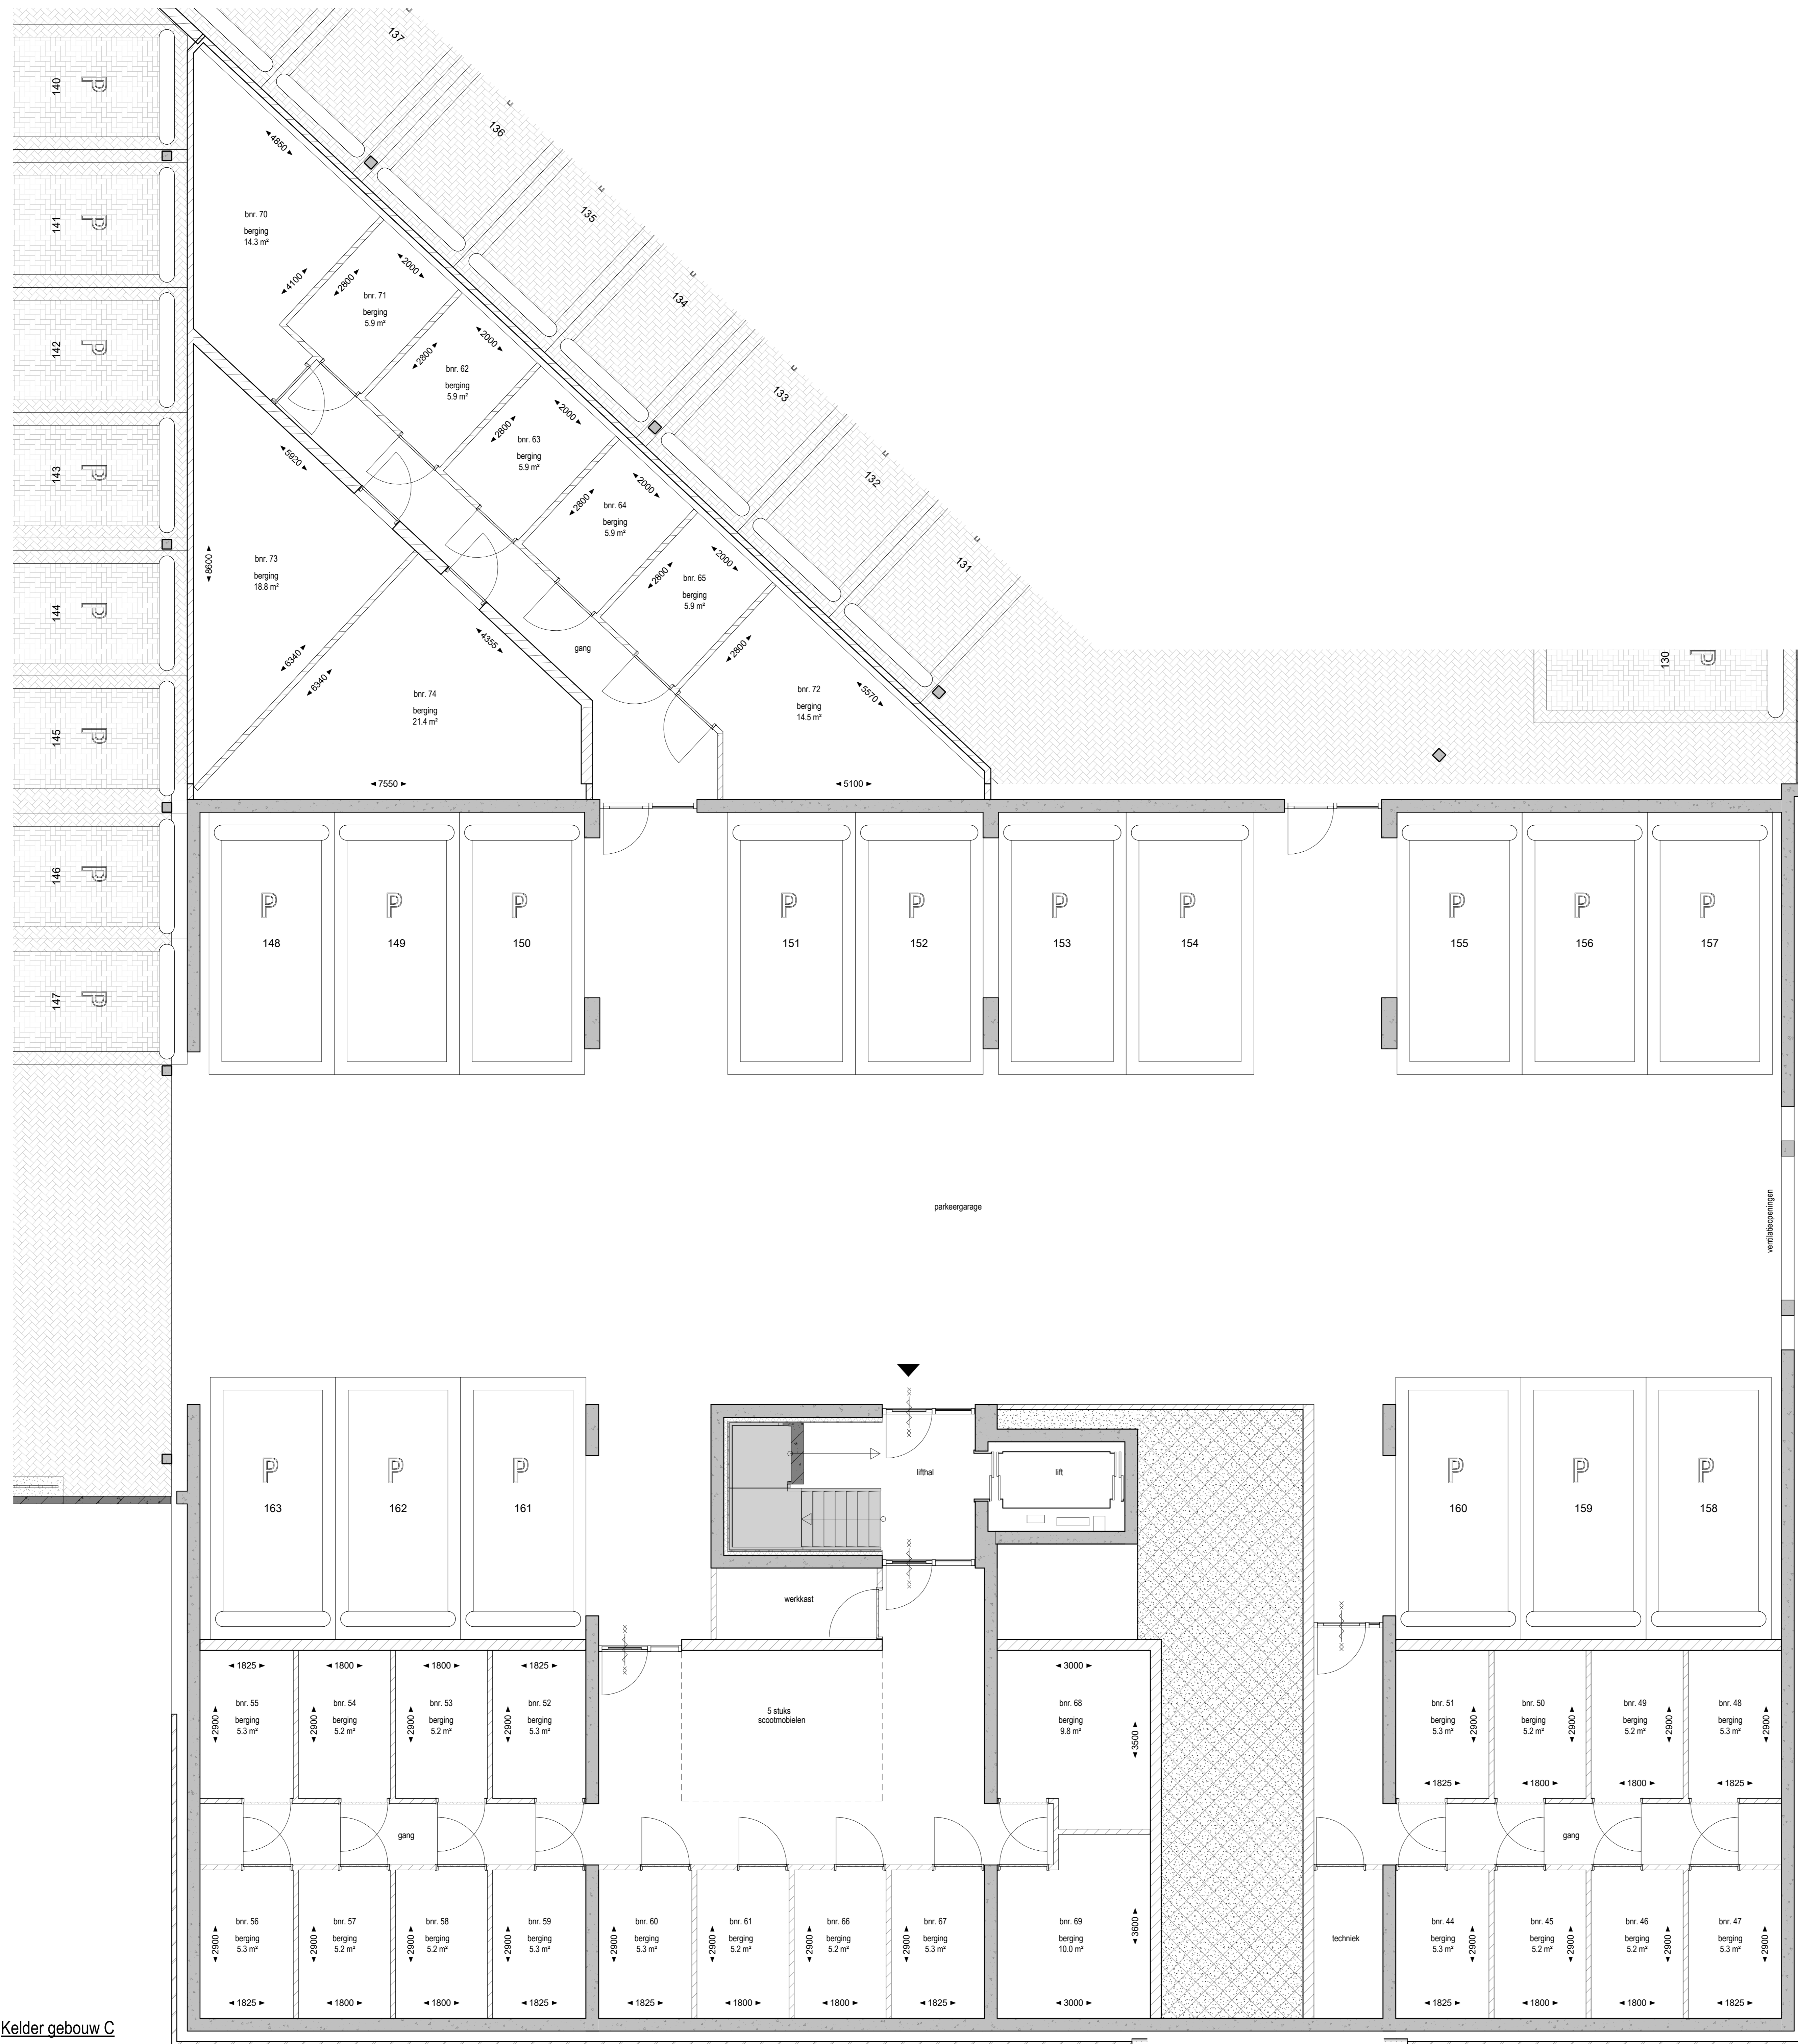 137
140
P
136
4850
141
P
135
bnr. 70
berging
14.3 m²
2000
4100
2800
134
bnr. 71
berging
5.9 m²
142
P
2000
2800
133
bnr. 62
berging
5.9 m²
2000
2800
bnr. 63
berging
5.9 m²
5920
143
P
132
2000
2800
bnr. 64
berging
5.9 m²
131
8600
bnr. 73
berging
18.8 m²
2000
2800
bnr. 65
berging
5.9 m²
144
P
6340
6340
4355
gang
2800
130
P
bnr. 74
berging
21.4 m²
bnr. 72
berging
14.5 m²
5570
145
P
7550
5100
146
P
P
148
P
149
P
150
P
151
P
152
P
153
P
154
P
155
P
156
P
157
147
P
parkeergarage
ventilatieopeningen
P
163
P
162
P
161
lifthal
lift
P
160
P
159
P
158
werkkast
1825
1800
1800
1825
3000
bnr. 55
berging
5.3 m²
2900
bnr. 54
berging
5.2 m²
2900
bnr. 53
berging
5.2 m²
2900
bnr. 52
berging
5.3 m²
2900
5 stuks
scootmobielen
bnr. 68
berging
9.8 m²
3500
bnr. 51
berging
5.3 m²
2900
bnr. 50
berging
5.2 m²
2900
bnr. 49
berging
5.2 m²
2900
bnr. 48
berging
5.3 m²
2900
1825
1800
1800
1825
gang
gang
bnr. 56
berging
5.3 m²
2900
bnr. 57
berging
5.2 m²
2900
bnr. 58
berging
5.2 m²
2900
bnr. 59
berging
5.3 m²
2900
bnr. 60
berging
5.3 m²
2900
bnr. 61
berging
5.2 m²
2900
bnr. 66
berging
5.2 m²
2900
bnr. 67
berging
5.3 m²
2900
bnr. 69
berging
10.0 m²
3600
techniek
bnr. 44
berging
5.3 m²
2900
bnr. 45
berging
5.2 m²
2900
bnr. 46
berging
5.2 m²
2900
bnr. 47
berging
5.3 m²
2900
1825
1800
1800
1825
1825
1800
1800
1825
3000
1825
1800
1800
1825
Kelder gebouw C